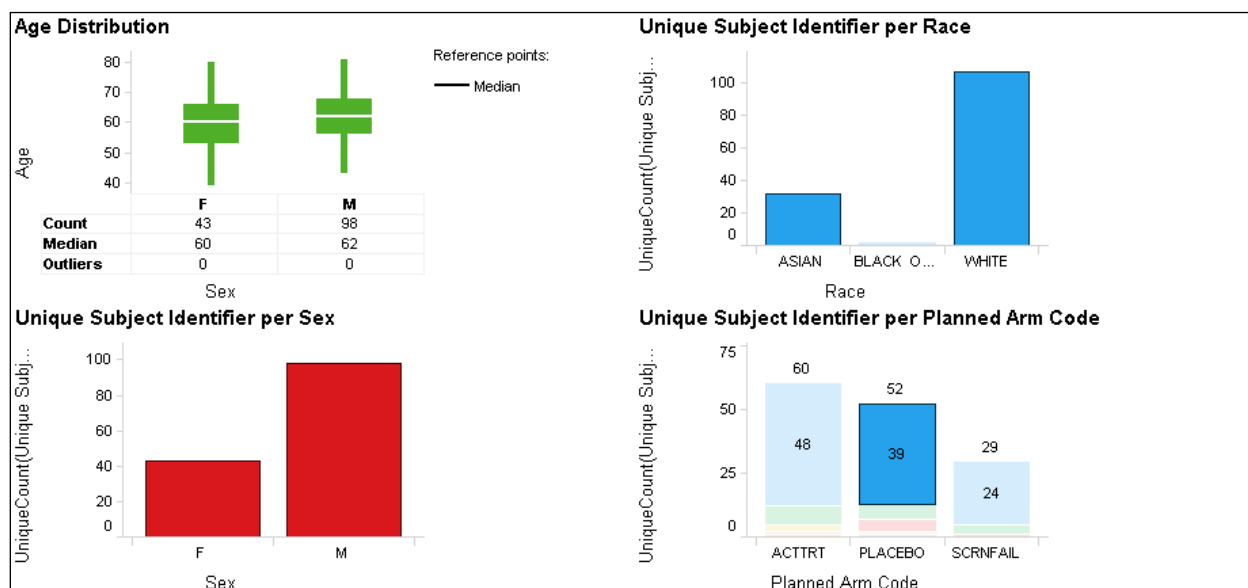 Age Distribution
Reference points:
Median
80
70
60
50
40
Age
F M
Count 43 98
Median 60 62
Outliers 0 0
Sex
Unique Subject Identifier per Race
UniqueCount(Unique Subj...
100
80
60
40
20
0
ASIAN BLACK O... WHITE
Race
Unique Subject Identifier per Sex
UniqueCount(Unique Subj...
100
80
60
40
20
0
F M
Sex
Unique Subject Identifier per Planned Arm Code
UniqueCount(Unique Subj...
75
50
25
0
60
48
52
39
29
24
ACTTRT PLACEBO SCRNFAIL
Planned Arm Code